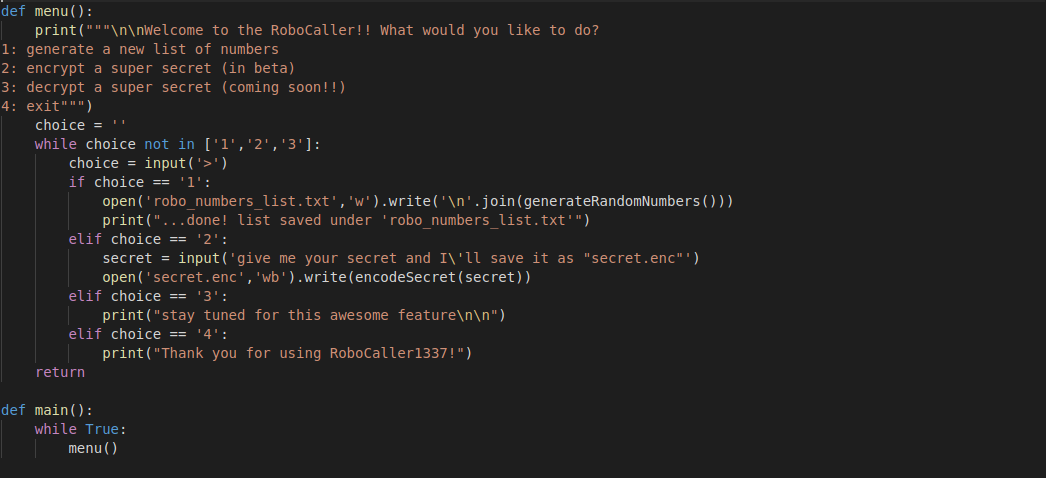 def menu():
    print("""\n\nWelcome to the RoboCaller!! What would you like to do?
1: generate a new list of numbers
2: encrypt a super secret (in beta)
3: decrypt a super secret (coming soon!!)
4: exit""")
    choice = ''
    while choice not in ['1','2','3']:
        choice = input('>')
        if choice == '1':
            open('robo_numbers_list.txt','w').write('\n'.join(generateRandomNumbers()))
            print("...done! list saved under 'robo_numbers_list.txt'")
        elif choice == '2':
            secret = input('give me your secret and I\'ll save it as "secret.enc"')
            open('secret.enc','wb').write(encodeSecret(secret))
        elif choice == '3':
            print("stay tuned for this awesome feature\n\n")
        elif choice == '4':
            print("Thank you for using RoboCaller1337!")
    return

def main():
    while True:
        menu()